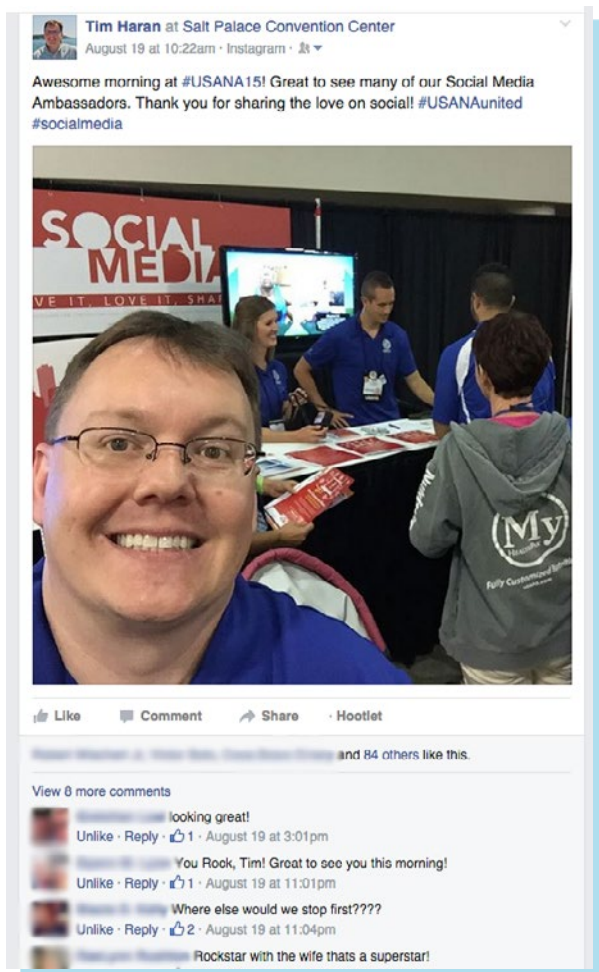 Tim Haran at Salt Palace Convention Center
August 19 at 10:22am · Instagram ·
Awesome morning at #USANA15! Great to see many of our Social Media
Ambassadors. Thank you for sharing the love on social! #USANAunited
#socialmedia
SOCIAL
MEDIA
VE IT, LOVE IT, SHAR
My
Fully Customized
Like Comment Share · Hootlet
and 84 others like this.
View 8 more comments
looking great!
Unlike · Reply · 1 · August 19 at 3:01pm
You Rock, Tim! Great to see you this morning!
Unlike · Reply · 1 · August 19 at 11:01pm
Where else would we stop first????
Unlike · Reply · 2 · August 19 at 11:04pm
Rockstar with the wife thats a superstar!